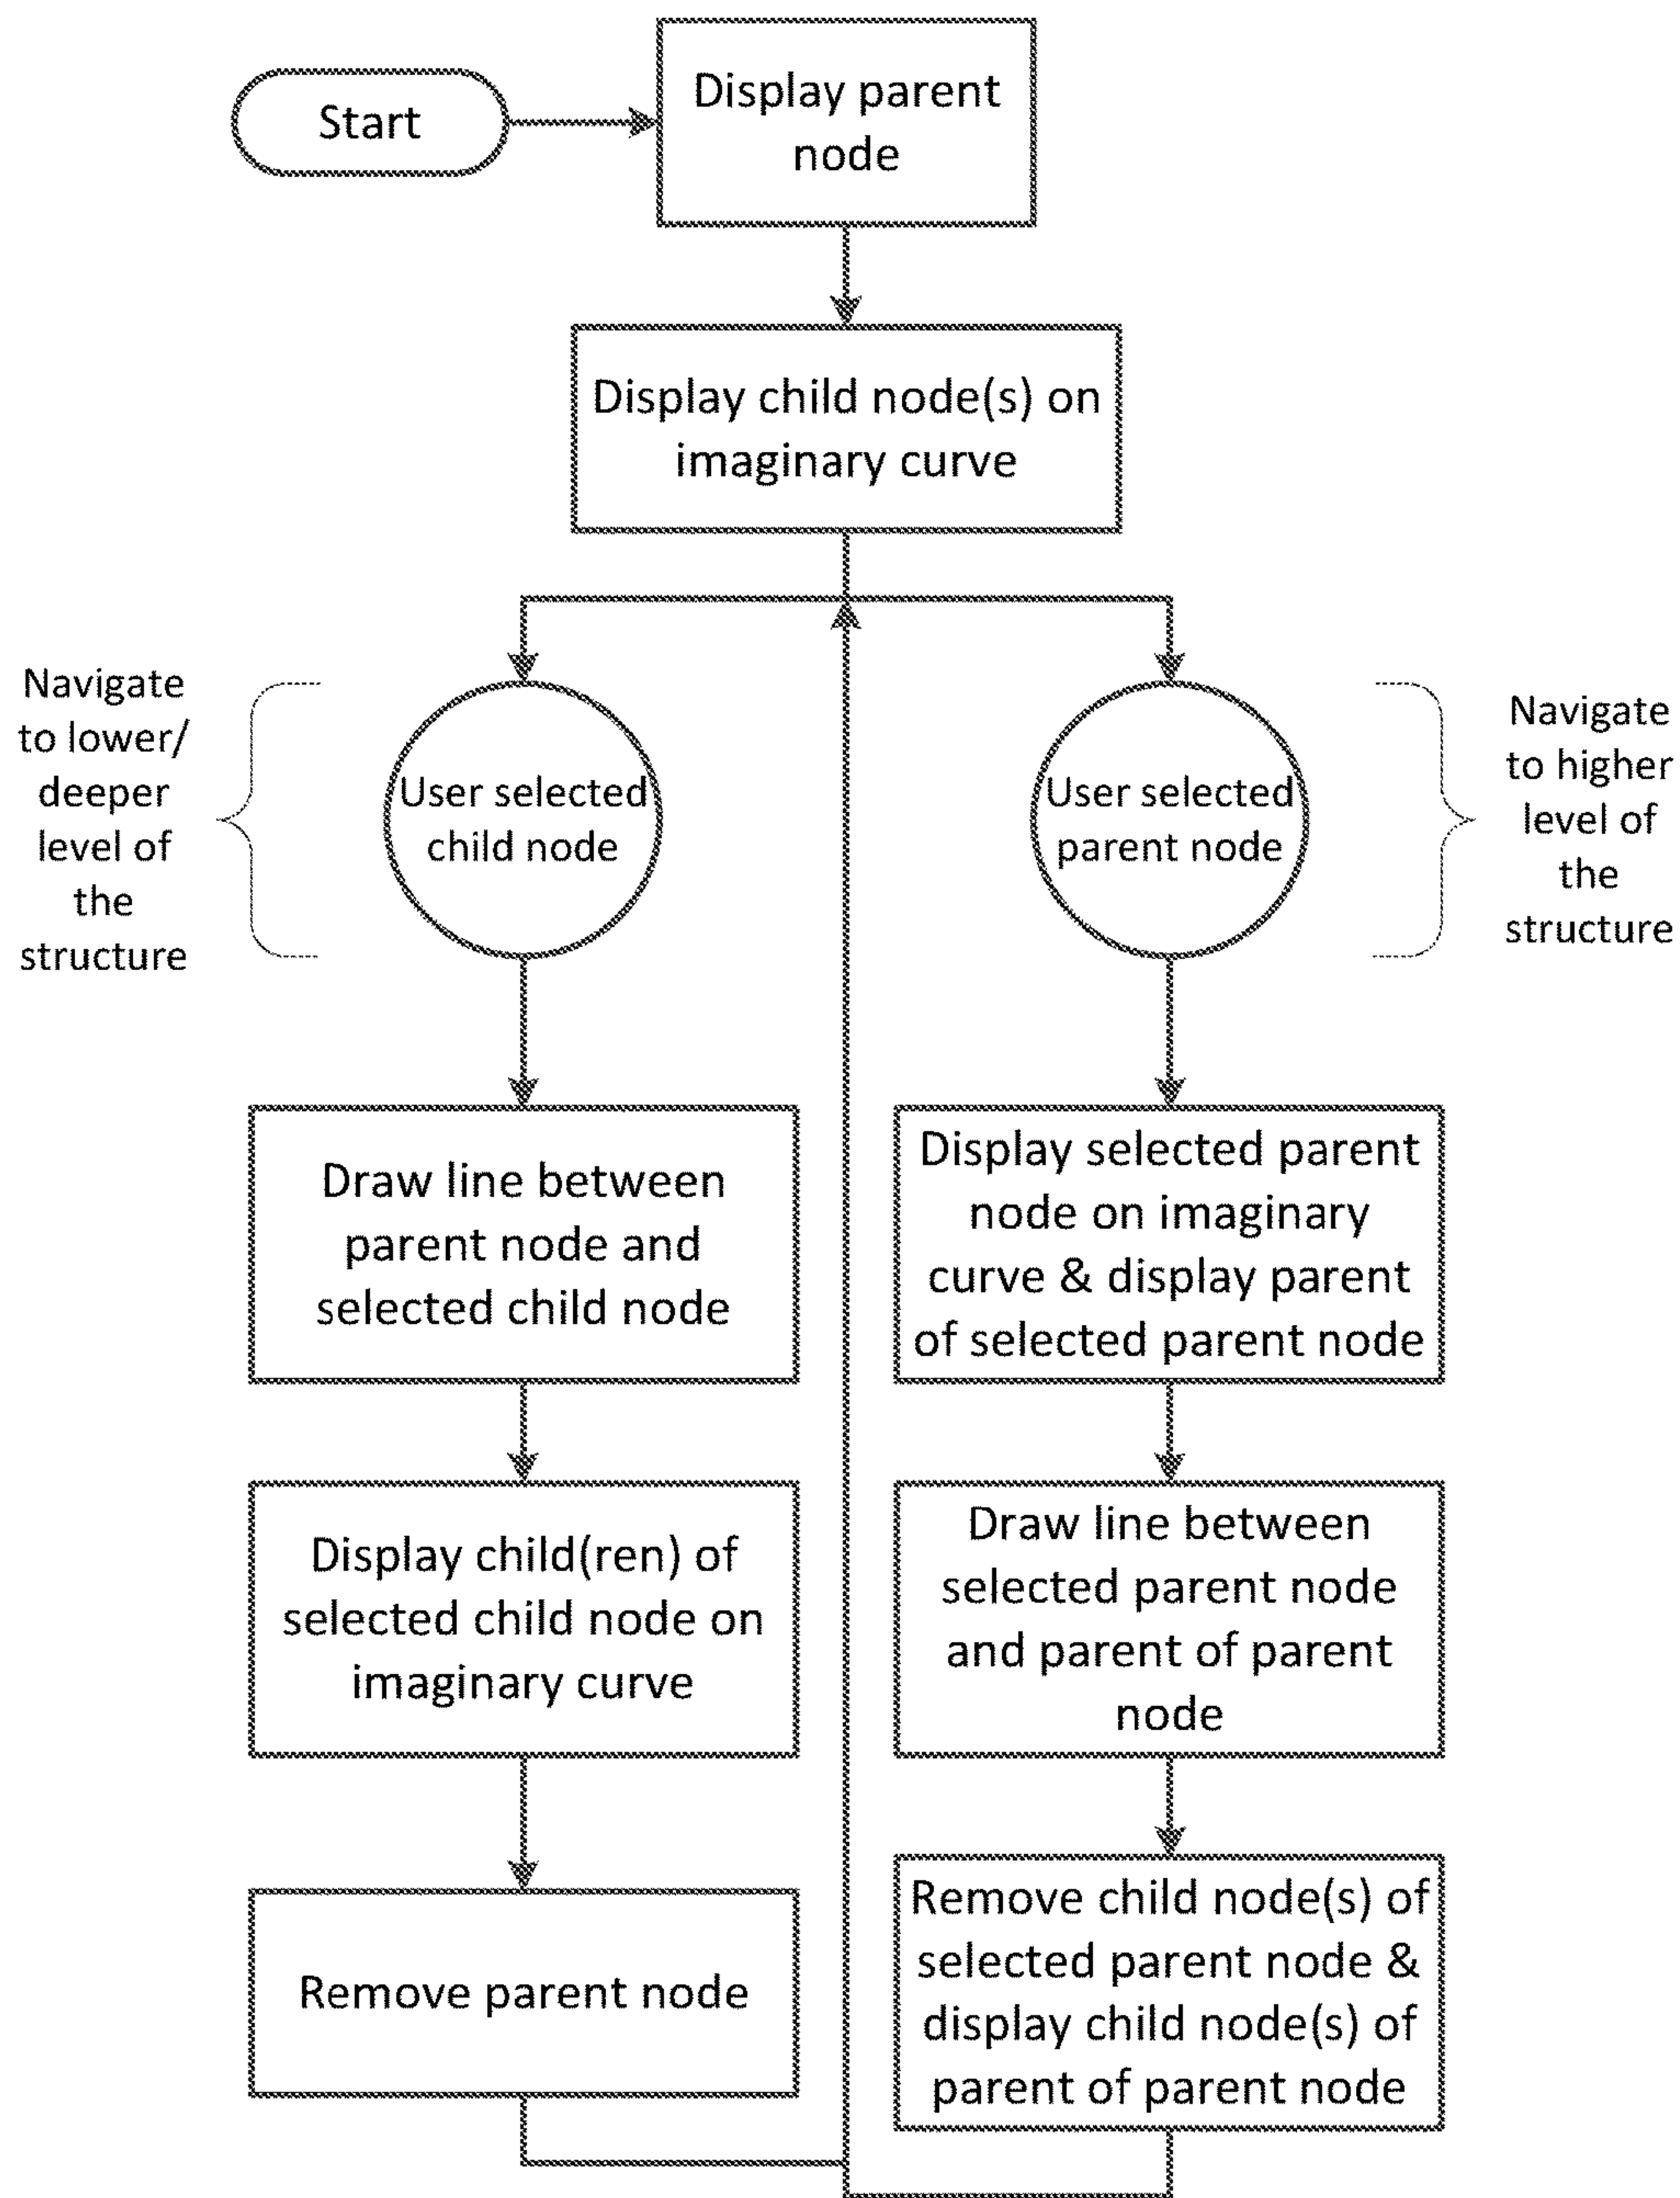 Start
Display parent
node
Display child node(s) on
imaginary curve
Navigate
to lower/
deeper
level of
the
structure
User selected
child node
User selected
parent node
Navigate
to higher
level of
the
structure
Draw line between
parent node and
selected child node
Display child(ren) of
selected child node on
imaginary curve
Remove parent node
Display selected parent
node on imaginary
curve & display parent
of selected parent node
Draw line between
selected parent node
and parent of parent
node
Remove child node(s) of
selected parent node &
display child node(s) of
parent of parent node